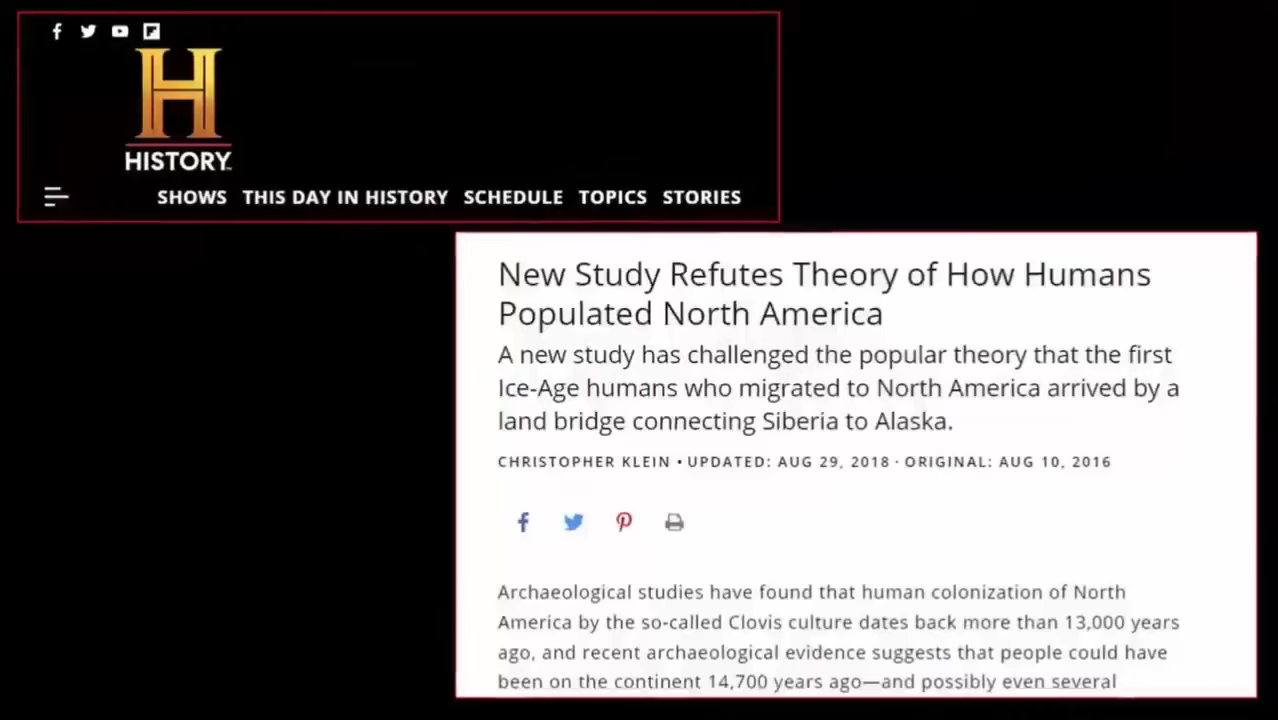 HISTORY
SHOWS THIS DAY IN HISTORY SCHEDULE TOPICS STORIES
New Study Refutes Theory of How Humans
Populated North America
A new study has challenged the popular theory that the first
Ice-Age humans who migrated to North America arrived by a
land bridge connecting Siberia to Alaska.
CHRISTOPHER KLEIN • UPDATED: AUG 29, 2018 · ORIGINAL: AUG 10, 2016
Archaeological studies have found that human colonization of North
America by the so-called Clovis culture dates back more than 13,000 years
ago, and recent archaeological evidence suggests that people could have
been on the continent 14,700 years ago—and possibly even several